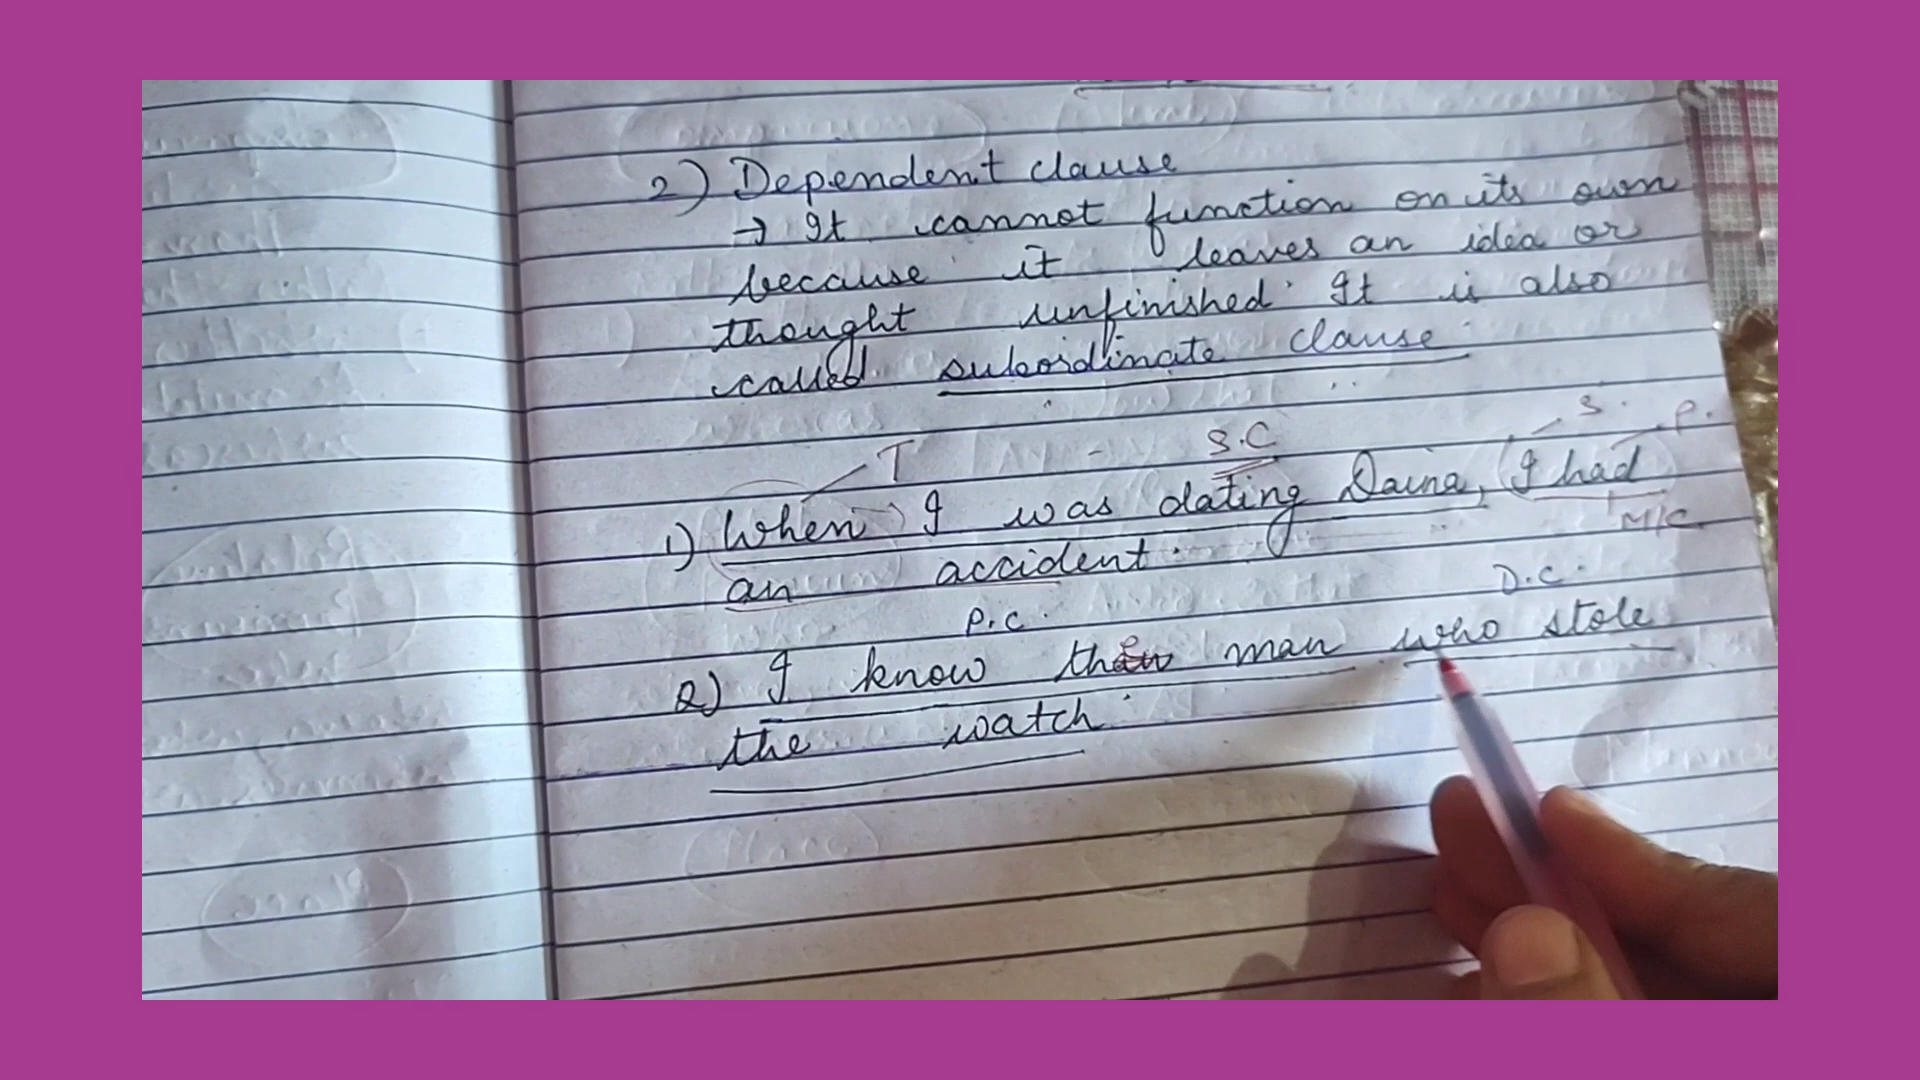 2) Dependent clause
→ It cannot function on its own
because it leaves an idea or
thought unfinished. It is also
called subordinate clause
T S.C S. P.
1) When I was dating Daina, I had
M/C.
an accident.
P.C. D.C.
2) I know the man who stole
the watch.